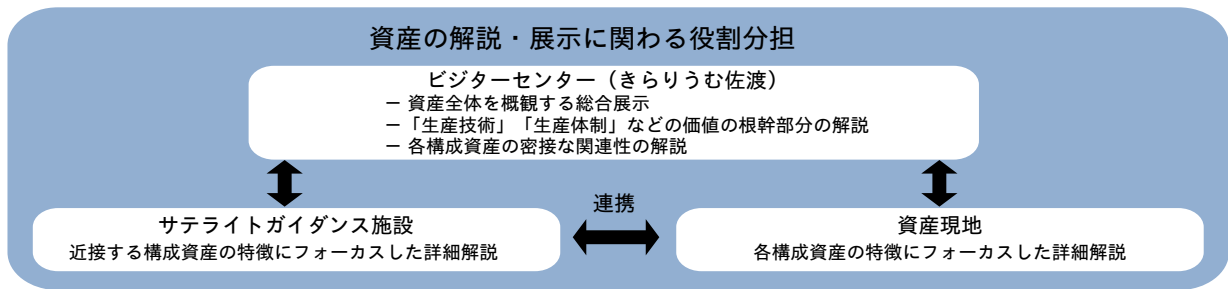 資産の解説・展示に関わる役割分担
ビジターセンター（きらりうむ佐渡）
－ 資産全体を概観する総合展示
－「生産技術」「生産体制」などの価値の根幹部分の解説
－ 各構成資産の密接な関連性の解説
連携
サテライトガイダンス施設
近接する構成資産の特徴にフォーカスした詳細解説
資産現地
各構成資産の特徴にフォーカスした詳細解説